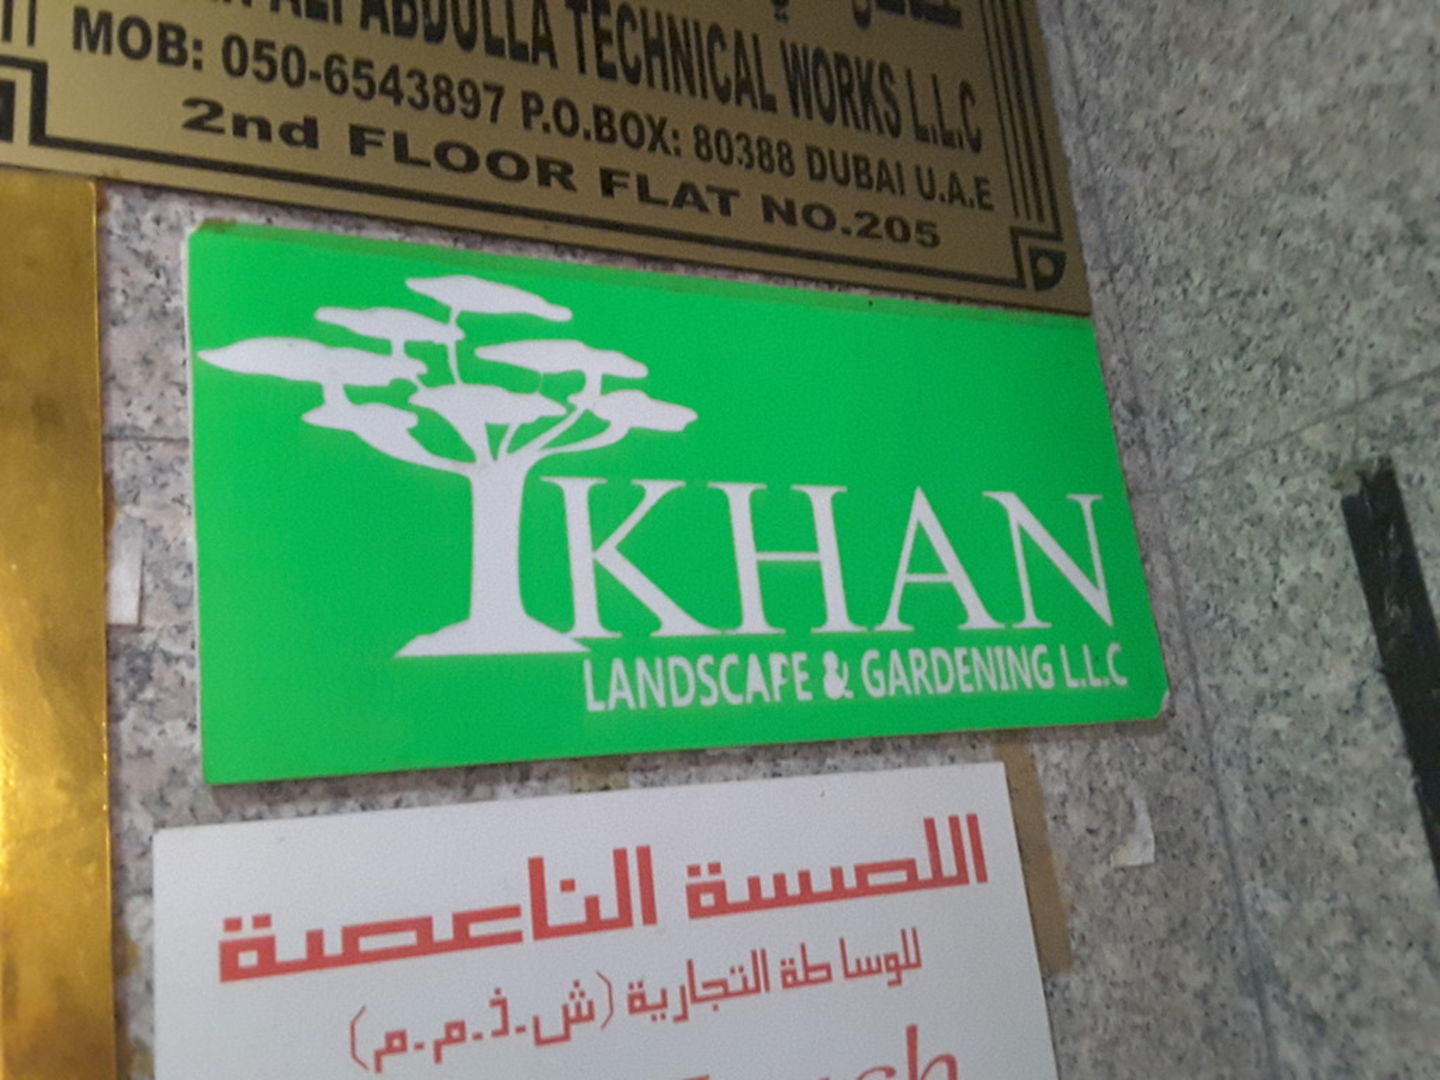 ALI ABDULLA TECHNICAL WORKS L.L.C
MOB: 050-6543897 P.O.BOX: 80388 DUBAI U.A.E
2nd FLOOR FLAT NO.205
KHAN
LANDSCAPE & GARDENING L.L.C
اللمسة الناعمة
للوساطة التجارية (ش.ذ.م.م)